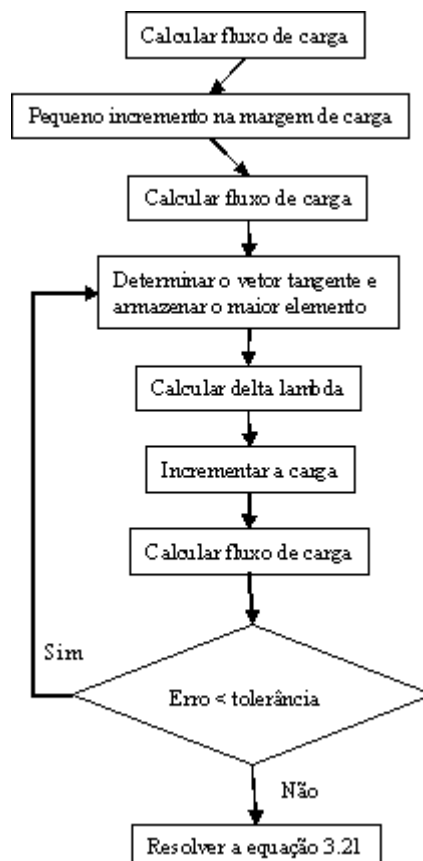 Calcular fluxo de carga
Pequeno incremento na margem de carga
Calcular fluxo de carga
Determinar o vetor tangente e
armazenar o maior elemento
Calcular delta lambda
Incrementar a carga
Calcular fluxo de carga
Sim
Erro < tolerância
Não
Resolver a equação 3.21